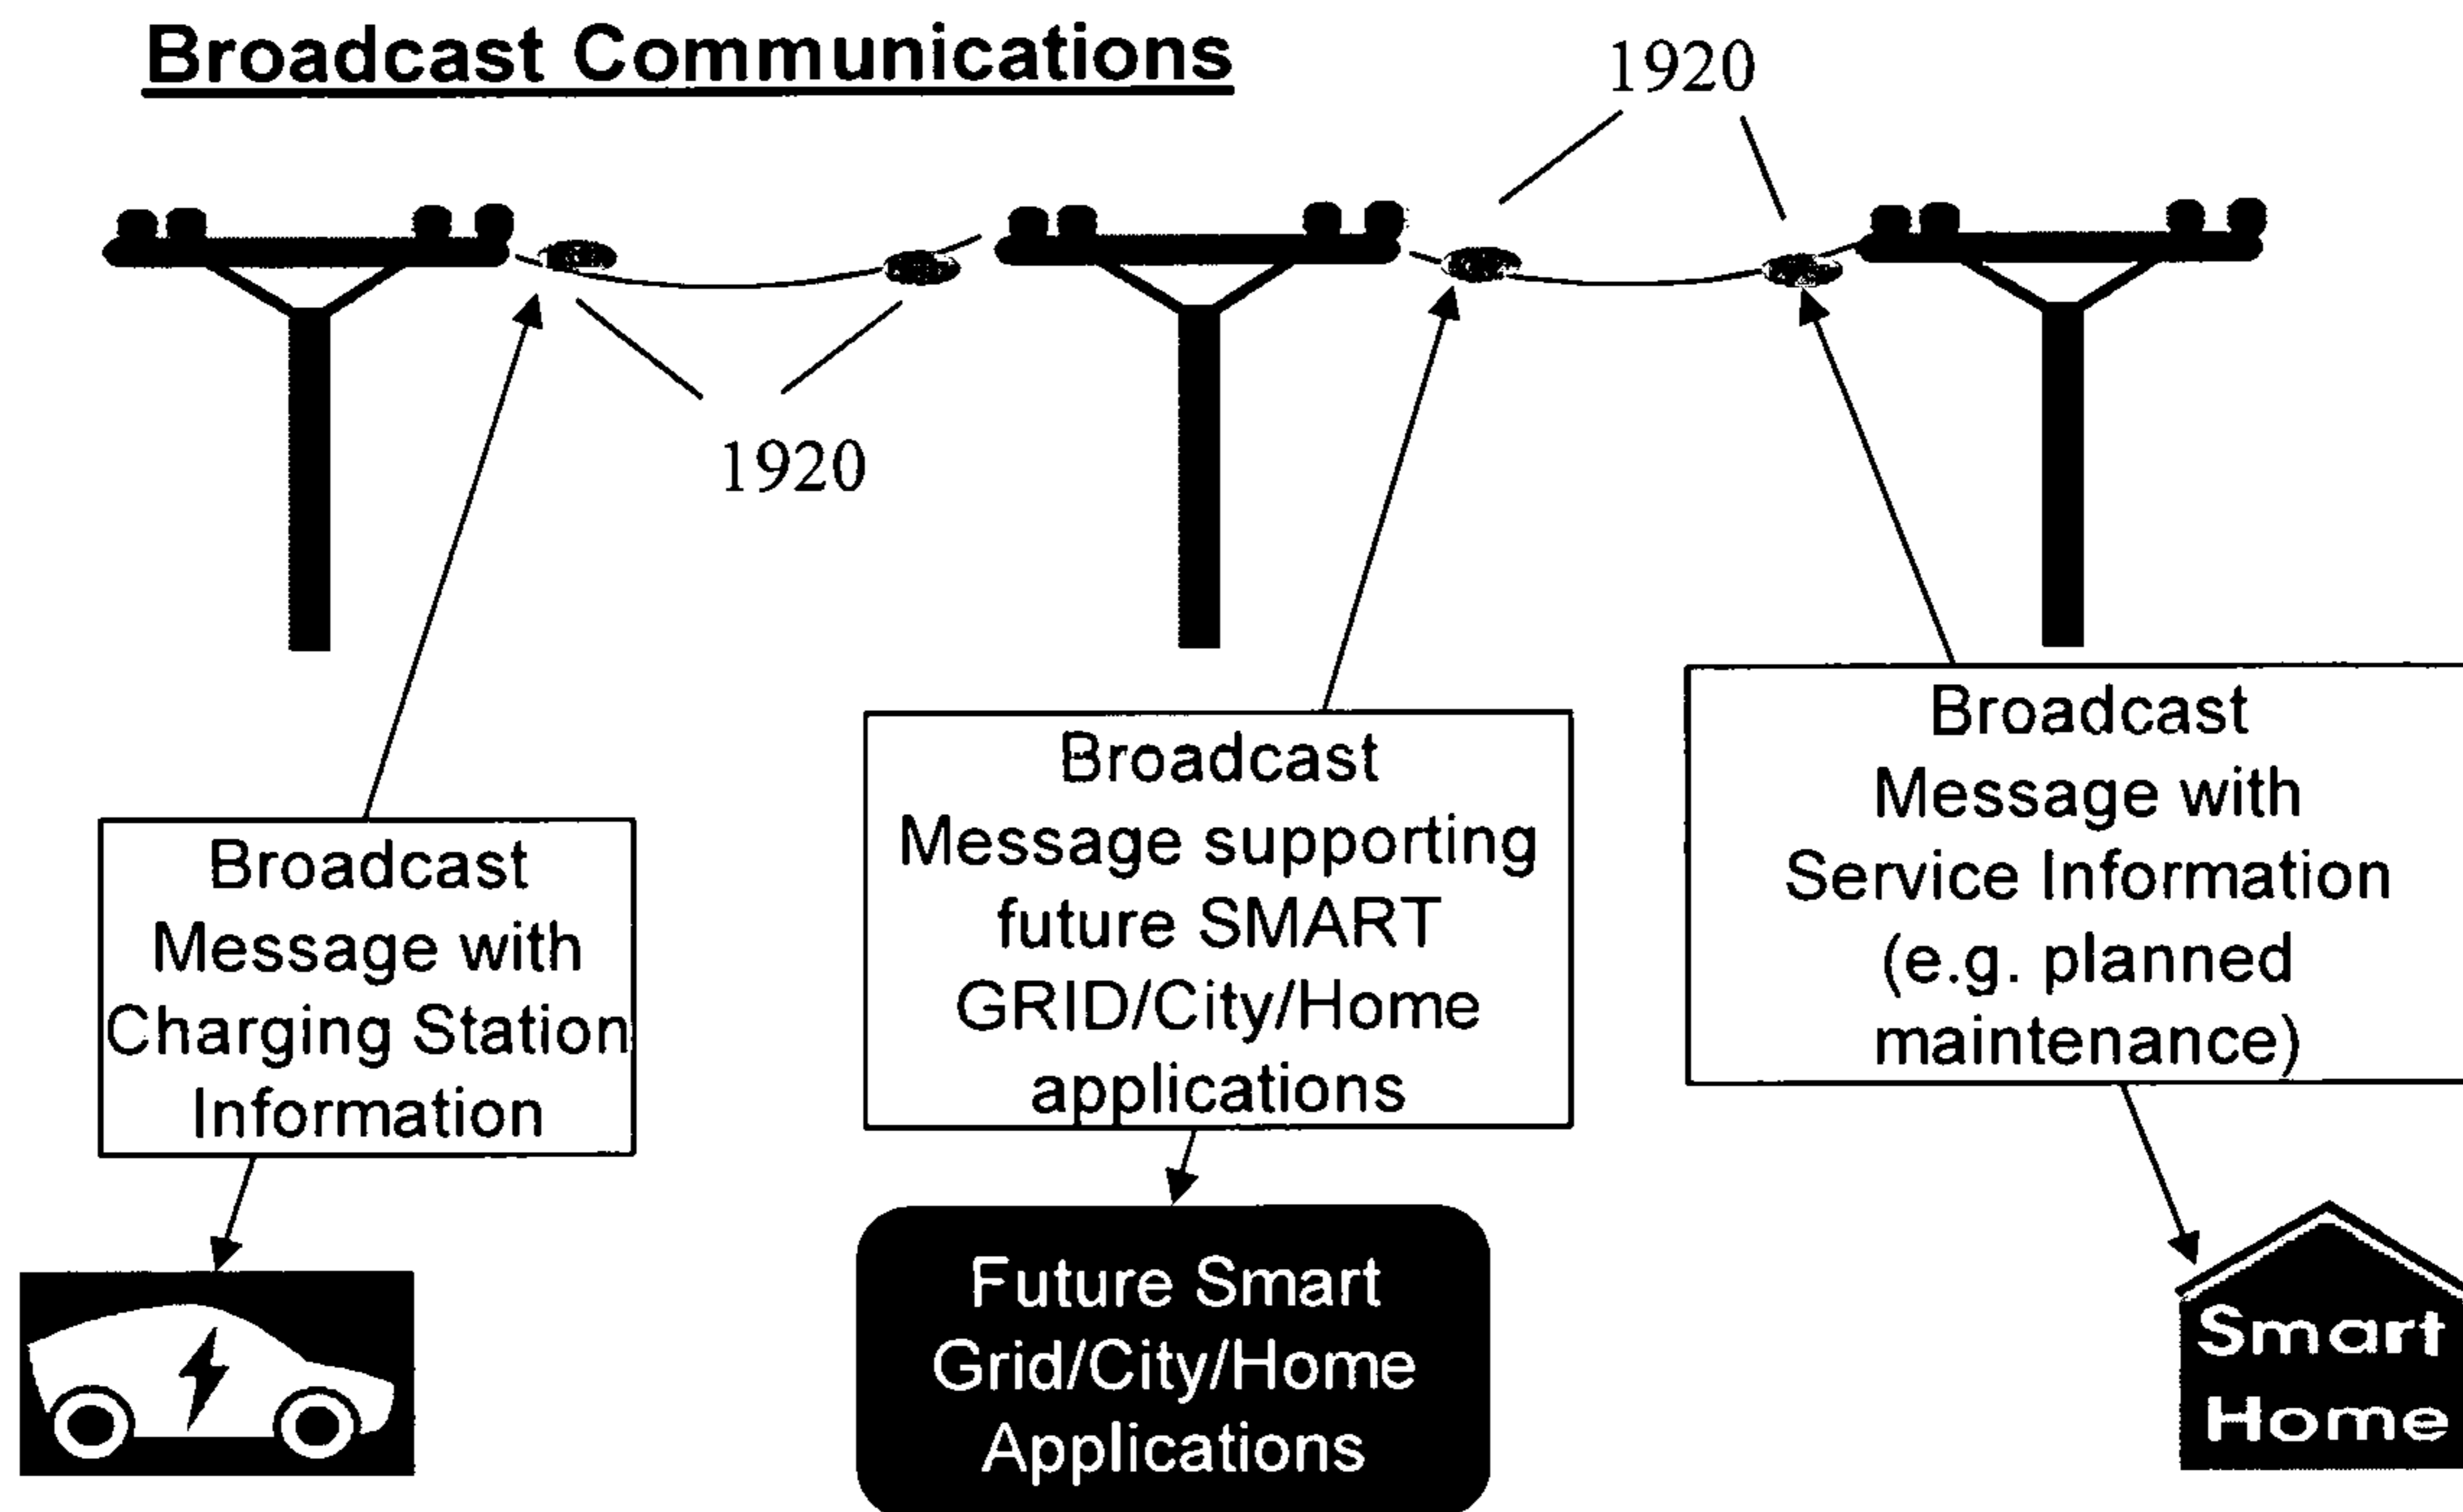 Broadcast Communications
1920
1920
Broadcast
Message with
Charging Station
Information
Broadcast
Message supporting
future SMART
GRID/City/Home
applications
Broadcast
Message with
Service Information
(e.g. planned
maintenance)
Future Smart
Grid/City/Home
Applications
Smart
Home